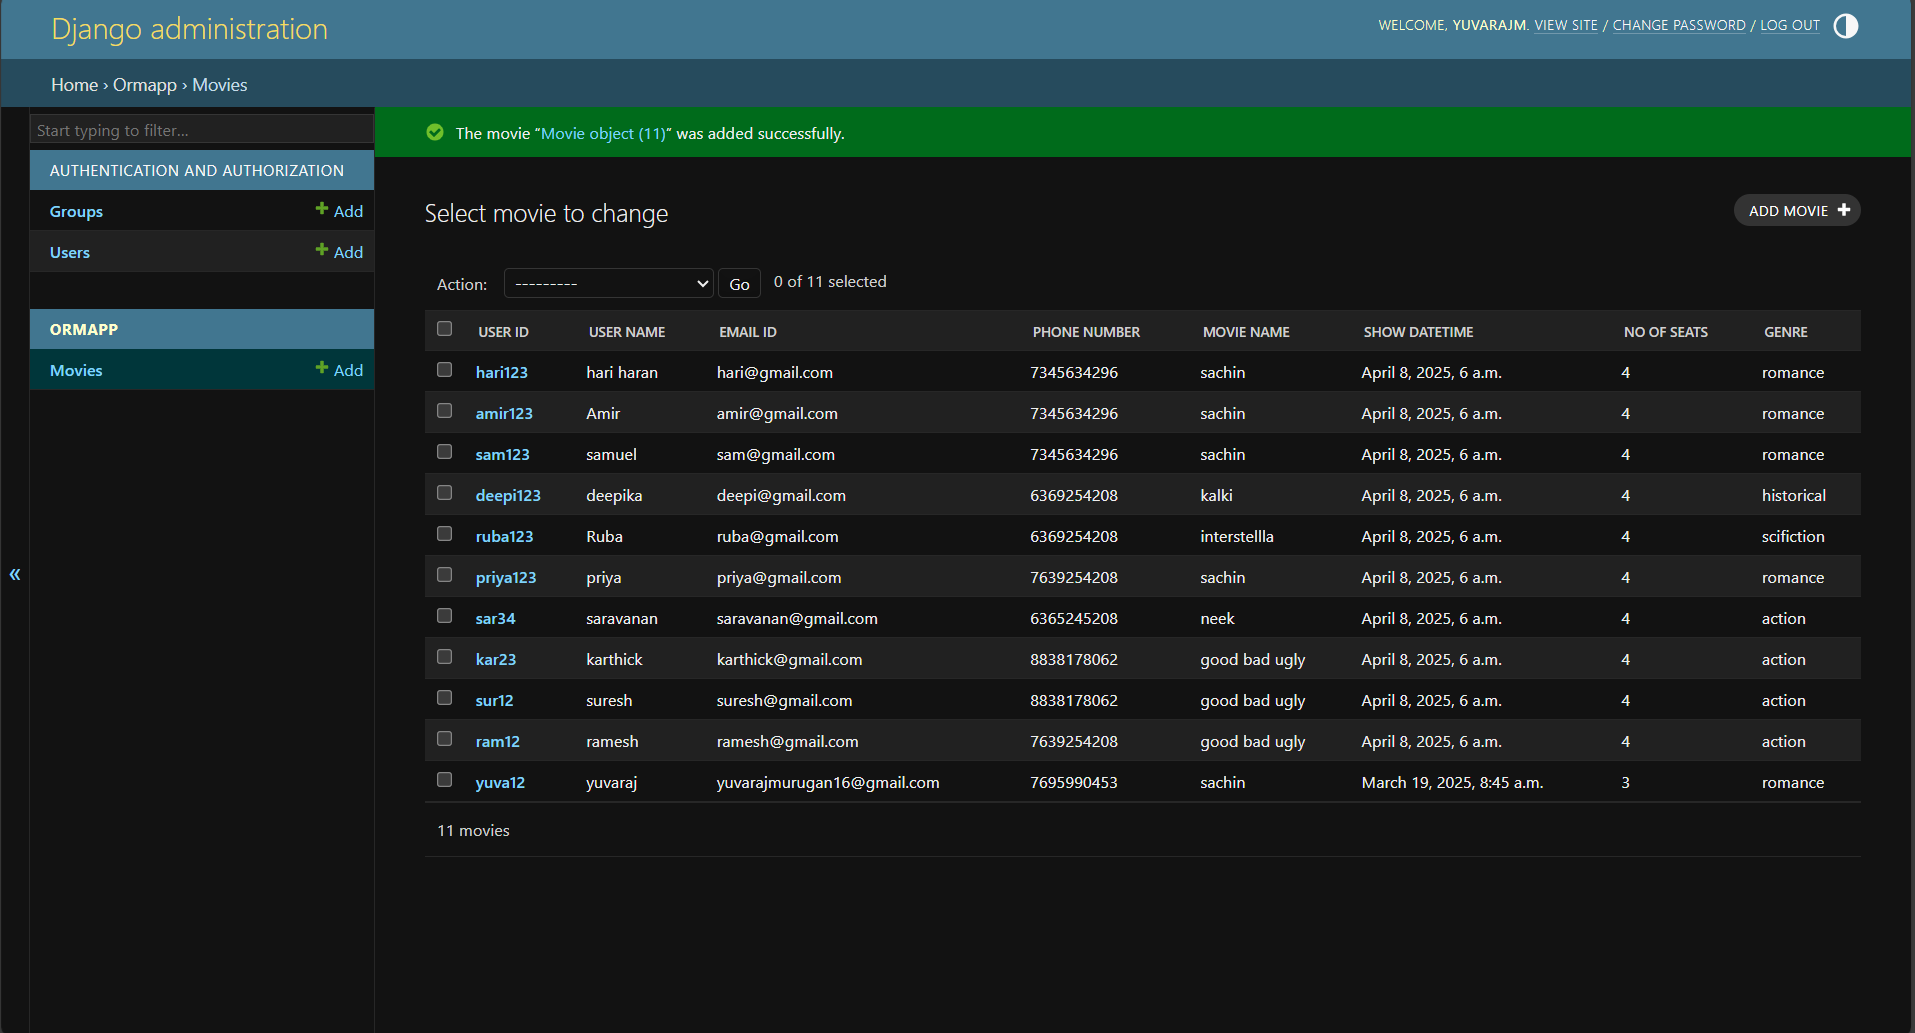 Django administration
WELCOME, YUVARAJM. VIEW SITE / CHANGE PASSWORD / LOG OUT
Home › Ormapp › Movies
Start typing to filter...
AUTHENTICATION AND AUTHORIZATION
Groups + Add
Users + Add
ORMAPP
Movies + Add
«
The movie “Movie object (11)” was added successfully.
Select movie to change
ADD MOVIE +
Action: --------- Go 0 of 11 selected
USER ID USER NAME EMAIL ID PHONE NUMBER MOVIE NAME SHOW DATETIME NO OF SEATS GENRE
hari123 hari haran hari@gmail.com 7345634296 sachin April 8, 2025, 6 a.m. 4 romance
amir123 Amir amir@gmail.com 7345634296 sachin April 8, 2025, 6 a.m. 4 romance
sam123 samuel sam@gmail.com 7345634296 sachin April 8, 2025, 6 a.m. 4 romance
deepi123 deepika deepi@gmail.com 6369254208 kalki April 8, 2025, 6 a.m. 4 historical
ruba123 Ruba ruba@gmail.com 6369254208 interstellla April 8, 2025, 6 a.m. 4 scifiction
priya123 priya priya@gmail.com 7639254208 sachin April 8, 2025, 6 a.m. 4 romance
sar34 saravanan saravanan@gmail.com 6365245208 neek April 8, 2025, 6 a.m. 4 action
kar23 karthick karthick@gmail.com 8838178062 good bad ugly April 8, 2025, 6 a.m. 4 action
sur12 suresh suresh@gmail.com 8838178062 good bad ugly April 8, 2025, 6 a.m. 4 action
ram12 ramesh ramesh@gmail.com 7639254208 good bad ugly April 8, 2025, 6 a.m. 4 action
yuva12 yuvaraj yuvarajmurugan16@gmail.com 7695990453 sachin March 19, 2025, 8:45 a.m. 3 romance
11 movies